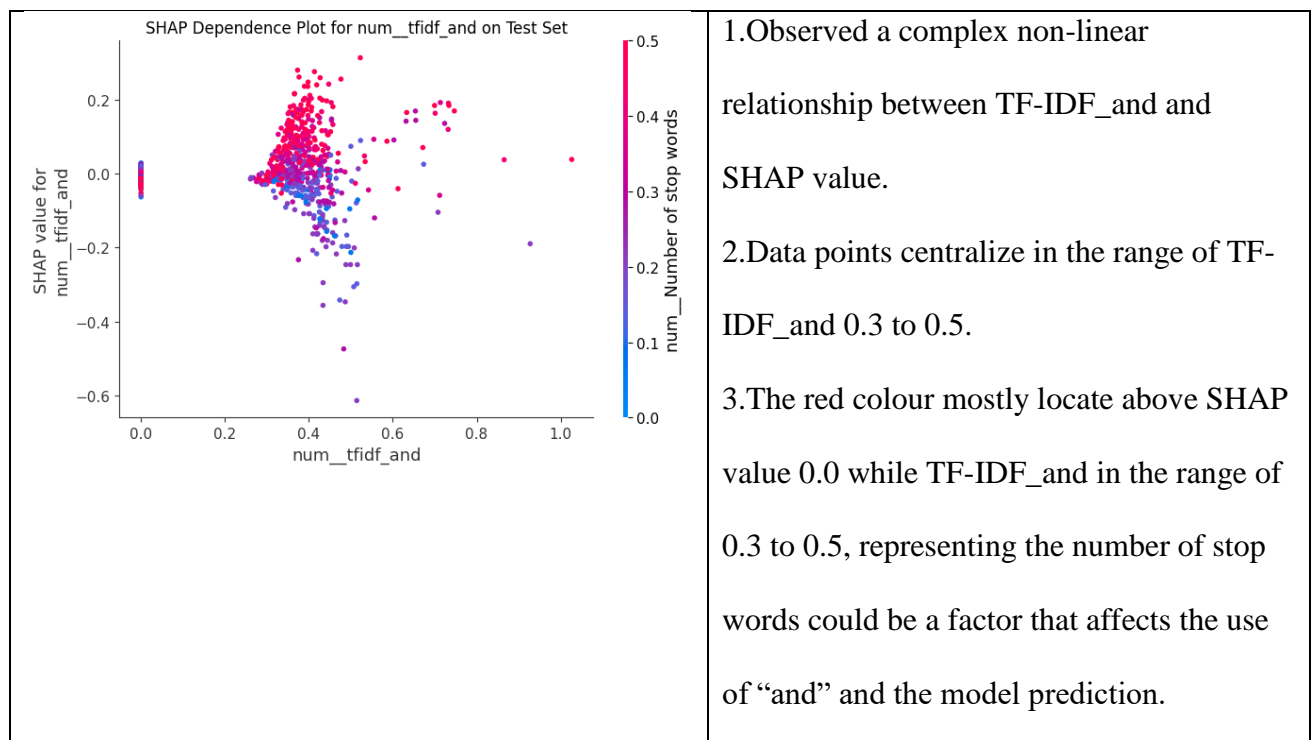 SHAP Dependence Plot for num__tfidf_and on Test Set
0.2
0.0
−0.2
−0.4
−0.6
SHAP value for
num__tfidf_and
0.0 0.2 0.4 0.6 0.8 1.0
num__tfidf_and
0.5
0.4
0.3
0.2
0.1
0.0
num__Number of stop words
1.Observed a complex non-linear
relationship between TF-IDF_and and
SHAP value.
2.Data points centralize in the range of TF-
IDF_and 0.3 to 0.5.
3.The red colour mostly locate above SHAP
value 0.0 while TF-IDF_and in the range of
0.3 to 0.5, representing the number of stop
words could be a factor that affects the use
of “and” and the model prediction.